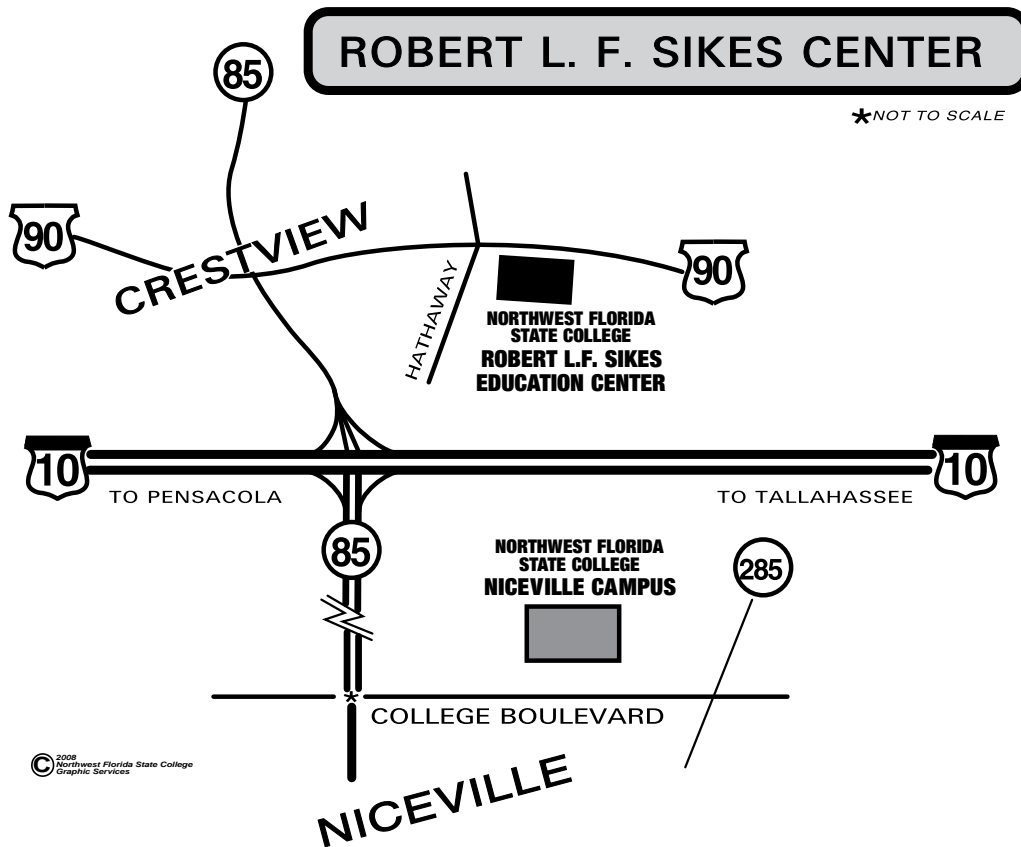 ROBERT L. F. SIKES CENTER
85
*NOT TO SCALE
90
CRESTVIEW
HATHAWAY
90
NORTHWEST FLORIDA
STATE COLLEGE
ROBERT L.F. SIKES
EDUCATION CENTER
10
10
TO PENSACOLA
TO TALLAHASSEE
85
NORTHWEST FLORIDA
STATE COLLEGE
NICEVILLE CAMPUS
285
*
COLLEGE BOULEVARD
© 2008
Northwest Florida State College
Graphic Services
NICEVILLE